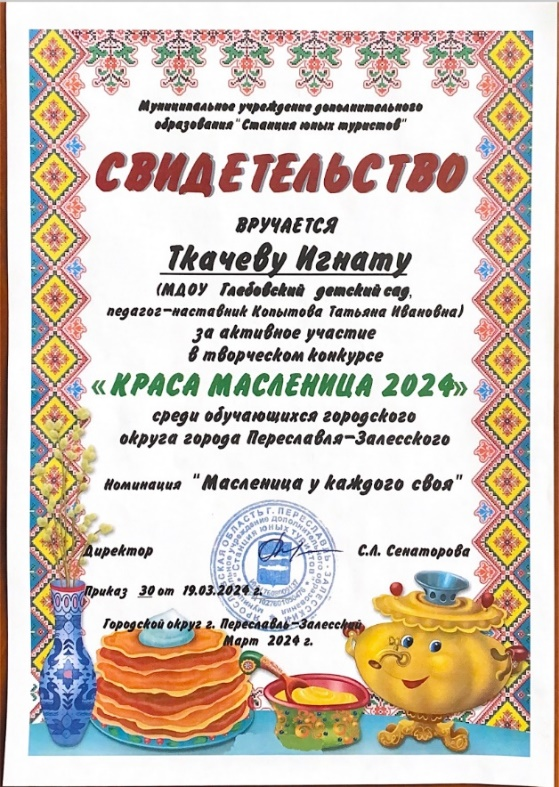 Муниципальное учреждение дополнительного
образования "Станция юных туристов"
СВИДЕТЕЛЬСТВО
ВРУЧАЕТСЯ
Ткачеву Игнату
(МДОУ Глебовский детский сад,
педагог-наставник Копытова Татьяна Ивановна)
за активное участие
в творческом конкурсе
«КРАСА МАСЛЕНИЦА 2024»
среди обучающихся городского
округа города Переславля-Залесского
Номинация "Масленица у каждого своя"
Директор С.Л. Сенаторова
Приказ 30 от 19.03.2024 г.
Городской округ г. Переславль-Залесский
Март 2024 г.